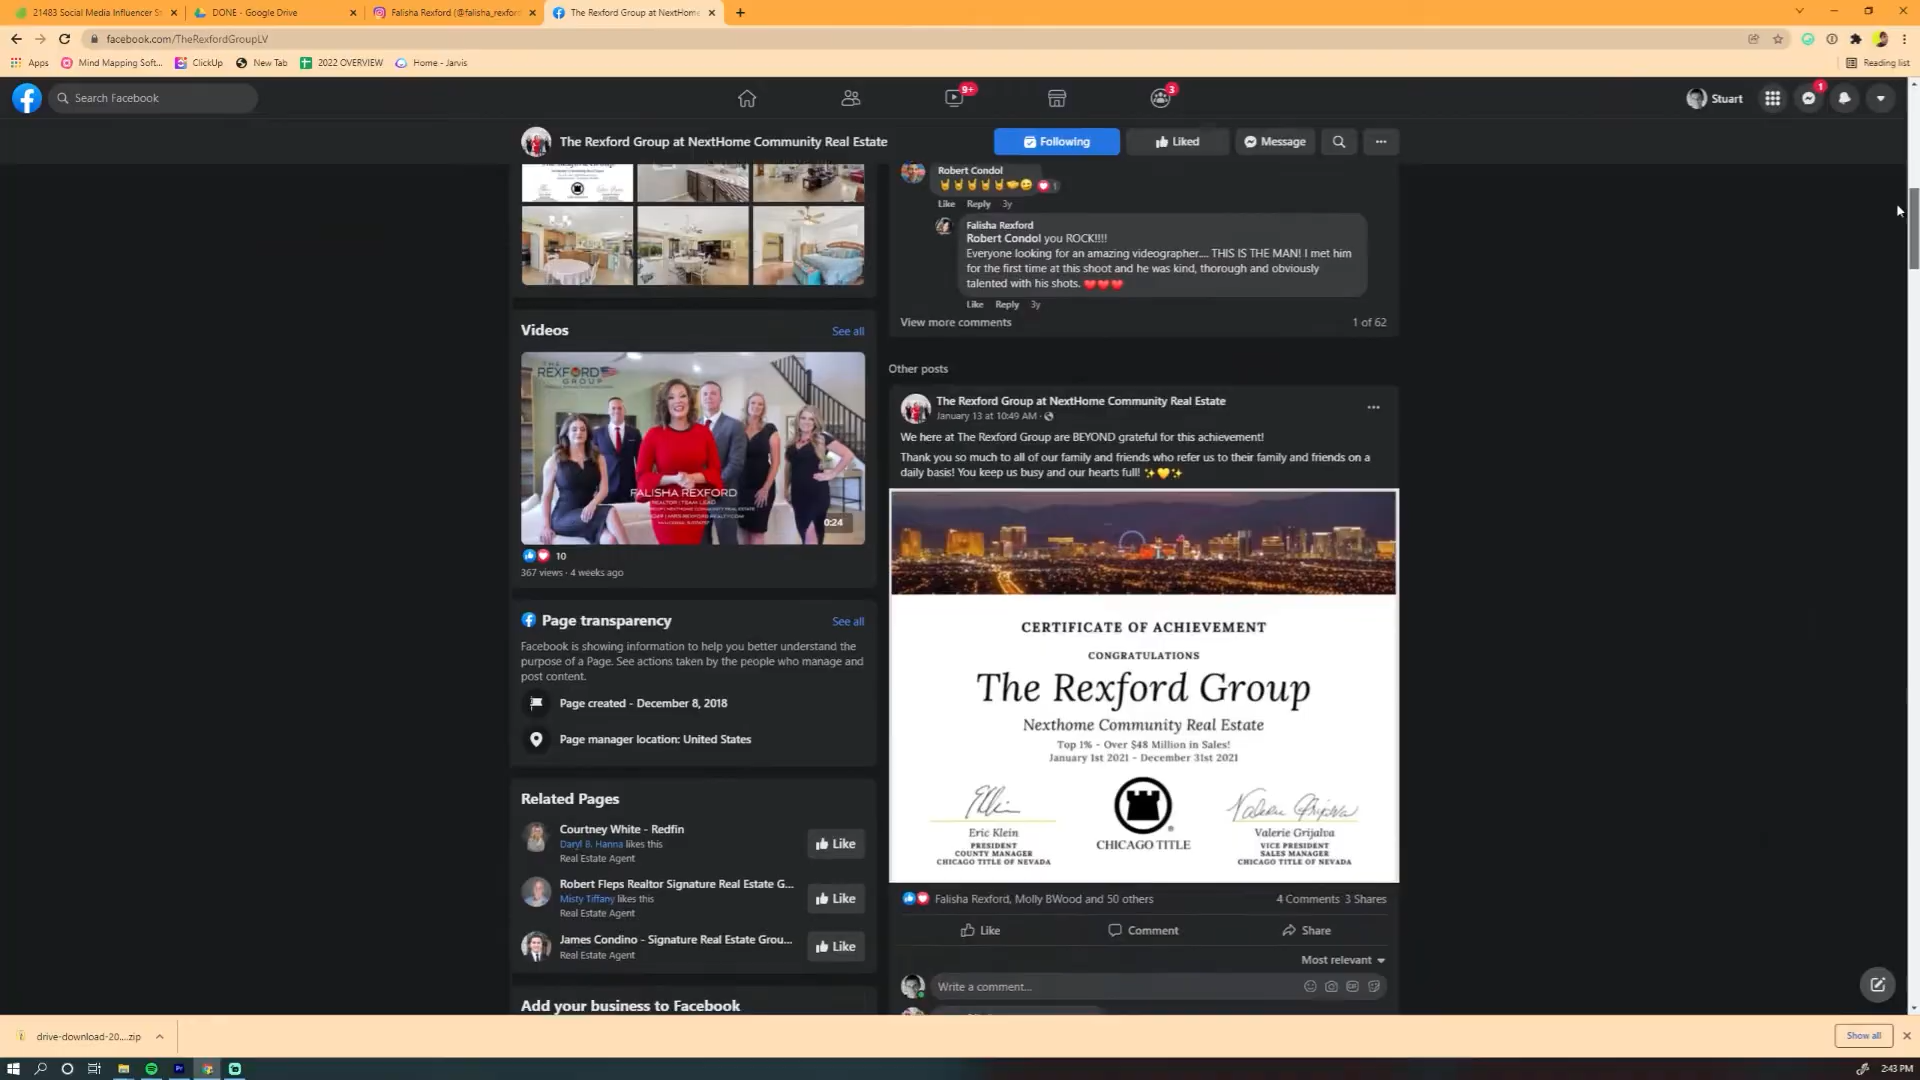 21483 Social Media Influencer St
DONE - Google Drive
Falisha Rexford (@falisha_rexford
The Rexford Group at NextHome
facebook.com/TheRexfordGroupLV
Apps
Mind Mapping Soft...
ClickUp
New Tab
2022 OVERVIEW
Home - Jarvis
Reading list
Search Facebook
9+
3
Stuart
1
The Rexford Group at NextHome Community Real Estate
Following
Liked
Message
Videos
See all
THE
REXFORD
GROUP
FALISHA REXFORD
0:24
10
367 views · 4 weeks ago
Page transparency
See all
Facebook is showing information to help you better understand the
purpose of a Page. See actions taken by the people who manage and
post content.
Page created - December 8, 2018
Page manager location: United States
Related Pages
Courtney White - Redfin
Daryl B. Hanna likes this
Real Estate Agent
Like
Robert Fleps Realtor Signature Real Estate G...
Misty Tiffany likes this
Real Estate Agent
Like
James Condino - Signature Real Estate Grou...
Real Estate Agent
Like
Add your business to Facebook
Robert Condol
🤘🤘🤘🤘🤘🤝😄 1
Like Reply 3y
Falisha Rexford
Robert Condol you ROCK!!!!
Everyone looking for an amazing videographer.... THIS IS THE MAN! I met him
for the first time at this shoot and he was kind, thorough and obviously
talented with his shots. ❤️❤️❤️
Like Reply 3y
View more comments
1 of 62
Other posts
The Rexford Group at NextHome Community Real Estate
January 13 at 10:49 AM ·
We here at The Rexford Group are BEYOND grateful for this achievement!
Thank you so much to all of our family and friends who refer us to their family and friends on a
daily basis! You keep us busy and our hearts full! ✨💛✨
CERTIFICATE OF ACHIEVEMENT
CONGRATULATIONS
The Rexford Group
Nexthome Community Real Estate
Top 1% - Over $48 Million in Sales!
January 1st 2021 - December 31st 2021
Eric Klein
PRESIDENT
COUNTY MANAGER
CHICAGO TITLE OF NEVADA
CHICAGO TITLE
Valerie Grijalva
VICE PRESIDENT
SALES MANAGER
CHICAGO TITLE OF NEVADA
Falisha Rexford, Molly BWood and 50 others
4 Comments 3 Shares
Like
Comment
Share
Most relevant
Write a comment...
drive-download-20....zip
Show all
2:43 PM